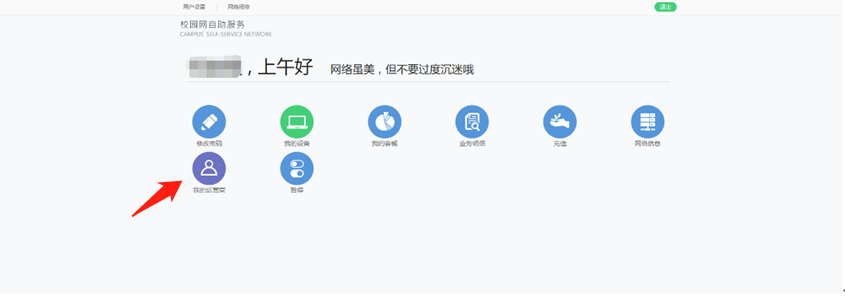 用户设置 网络报修 退出
校园网自助服务
CAMPUS SELF-SERVICE NETWORK
，上午好 网络虽美，但不要过度沉迷哦
修改密码 我的设备 我的套餐 业务明细 充值 网络信息
我的运营商 暂停